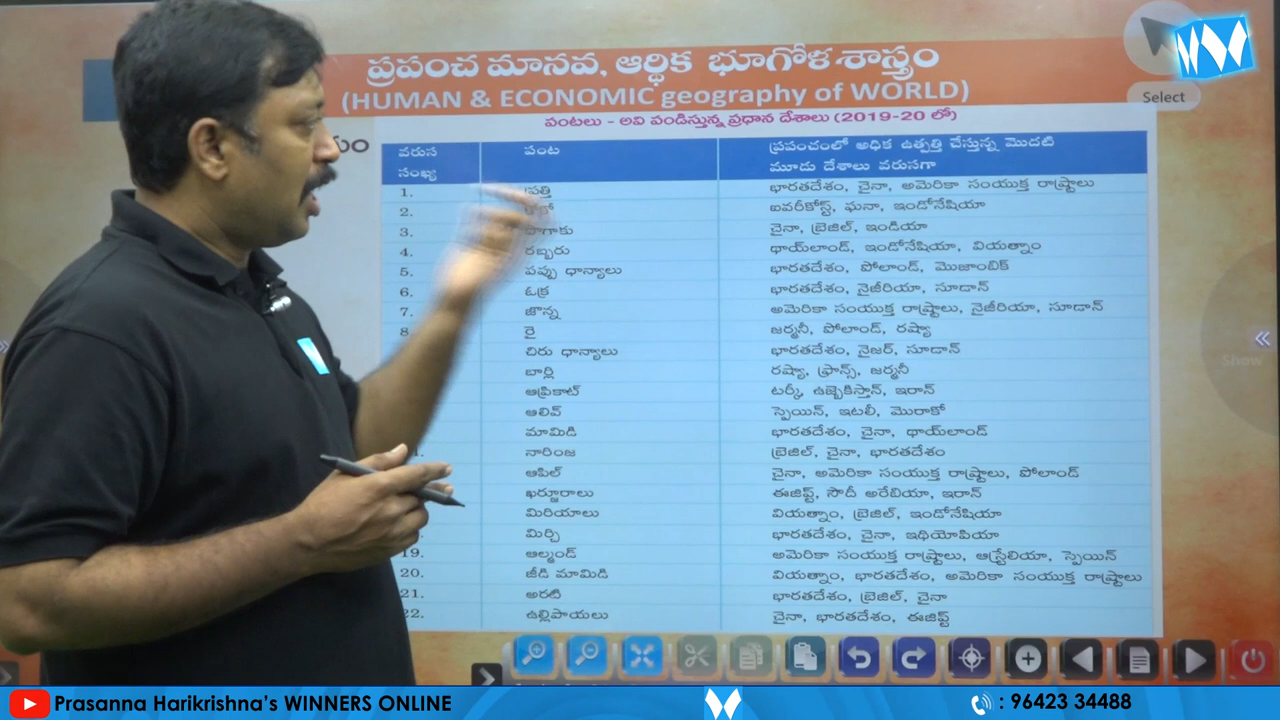 ప్రపంచ మానవ, ఆర్థిక భూగోళ శాస్త్రం
(HUMAN & ECONOMIC geography of WORLD)
Select
పంటలు - అవి పండిస్తున్న ప్రధాన దేశాలు (2019-20 లో)
వరుస సంఖ్య పంట ప్రపంచంలో అధిక ఉత్పత్తి చేస్తున్న మొదటి
మూడు దేశాలు వరుసగా
1. ప్రత్తి భారతదేశం, చైనా, అమెరికా సంయుక్త రాష్ట్రాలు
2. ఐవరీకోస్ట్, ఘనా, ఇండోనేషియా
3. పొగాకు చైనా, బ్రెజిల్, ఇండియా
4. రబ్బరు థాయ్‌లాండ్, ఇండోనేషియా, వియత్నాం
5. పప్పు ధాన్యాలు భారతదేశం, పోలాండ్, మొజాంబిక్
6. ఓక్ర భారతదేశం, నైజీరియా, సూడాన్
7. జొన్న అమెరికా సంయుక్త రాష్ట్రాలు, నైజీరియా, సూడాన్
8. రై జర్మనీ, పోలాండ్, రష్యా
చిరు ధాన్యాలు భారతదేశం, నైజర్, సూడాన్
బార్లి రష్యా, ఫ్రాన్స్, జర్మనీ
ఆప్రికాట్ టర్కీ, ఉజ్బెకిస్తాన్, ఇరాన్
ఆలివ్ స్పెయిన్, ఇటలీ, మొరాకో
మామిడి భారతదేశం, చైనా, థాయ్‌లాండ్
నారింజ బ్రెజిల్, చైనా, భారతదేశం
ఆపిల్ చైనా, అమెరికా సంయుక్త రాష్ట్రాలు, పోలాండ్
ఖర్జూరాలు ఈజిప్ట్, సౌదీ అరేబియా, ఇరాన్
మిరియాలు వియత్నాం, బ్రెజిల్, ఇండోనేషియా
మిర్చి భారతదేశం, చైనా, ఇథియోపియా
19. ఆల్మండ్ అమెరికా సంయుక్త రాష్ట్రాలు, ఆస్ట్రేలియా, స్పెయిన్
20. జీడి మామిడి వియత్నాం, భారతదేశం, అమెరికా సంయుక్త రాష్ట్రాలు
21. అరటి భారతదేశం, బ్రెజిల్, చైనా
22. ఉల్లిపాయలు చైనా, భారతదేశం, ఈజిప్ట్
Show
Prasanna Harikrishna's WINNERS ONLINE
: 96423 34488